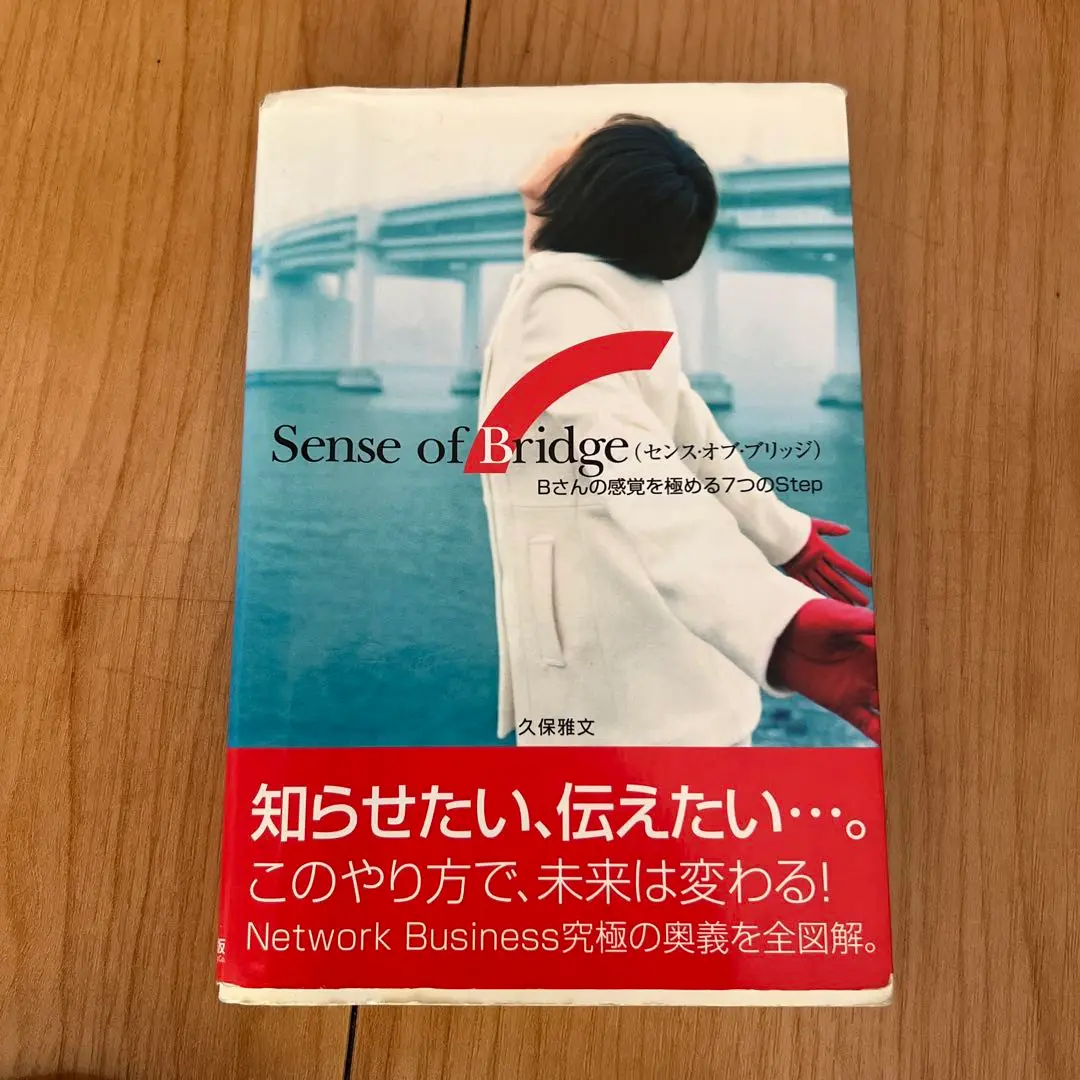 Sense of Bridge（センス・オブ・ブリッジ）
Bさんの感覚を極める7つのStep
久保雅文
知らせたい、伝えたい…。
このやり方で、未来は変わる！
Network Business究極の奥義を全図解。